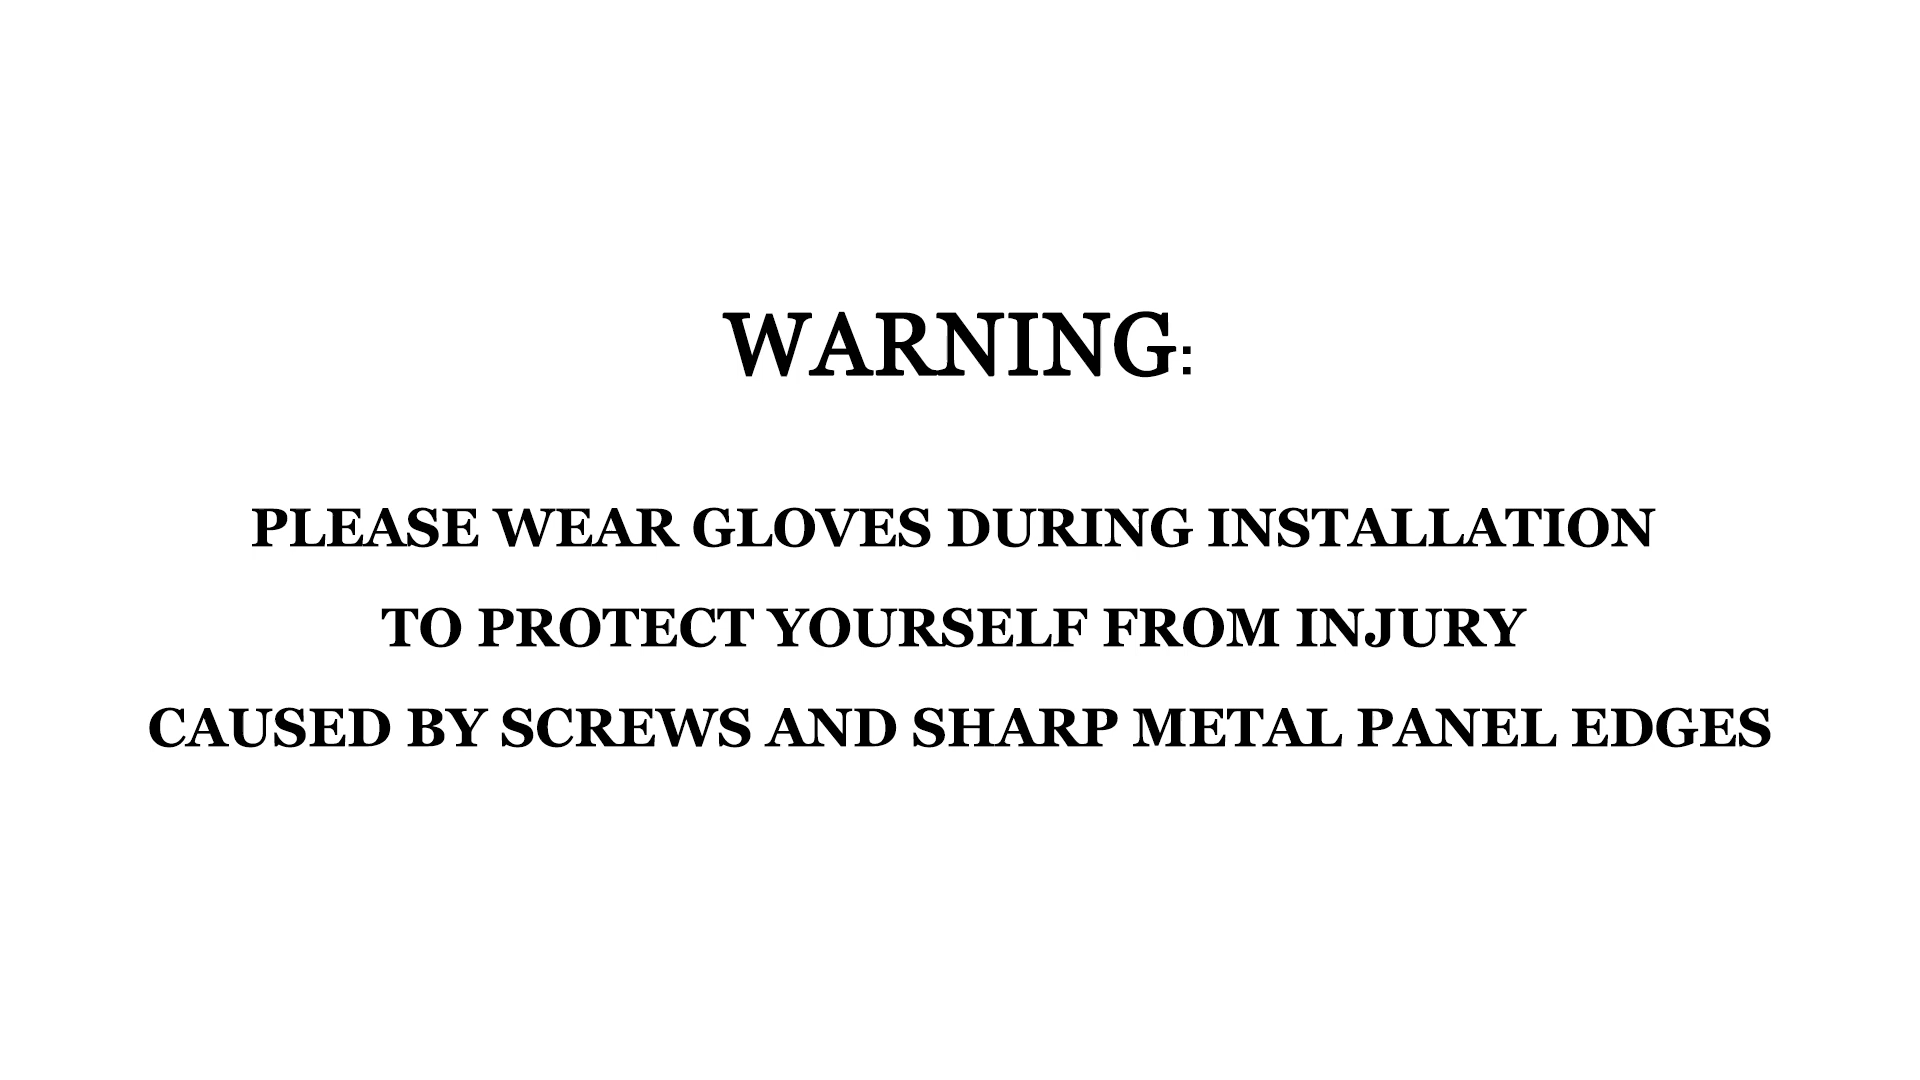 WARNING:
PLEASE WEAR GLOVES DURING INSTALLATION
TO PROTECT YOURSELF FROM INJURY
CAUSED BY SCREWS AND SHARP METAL PANEL EDGES